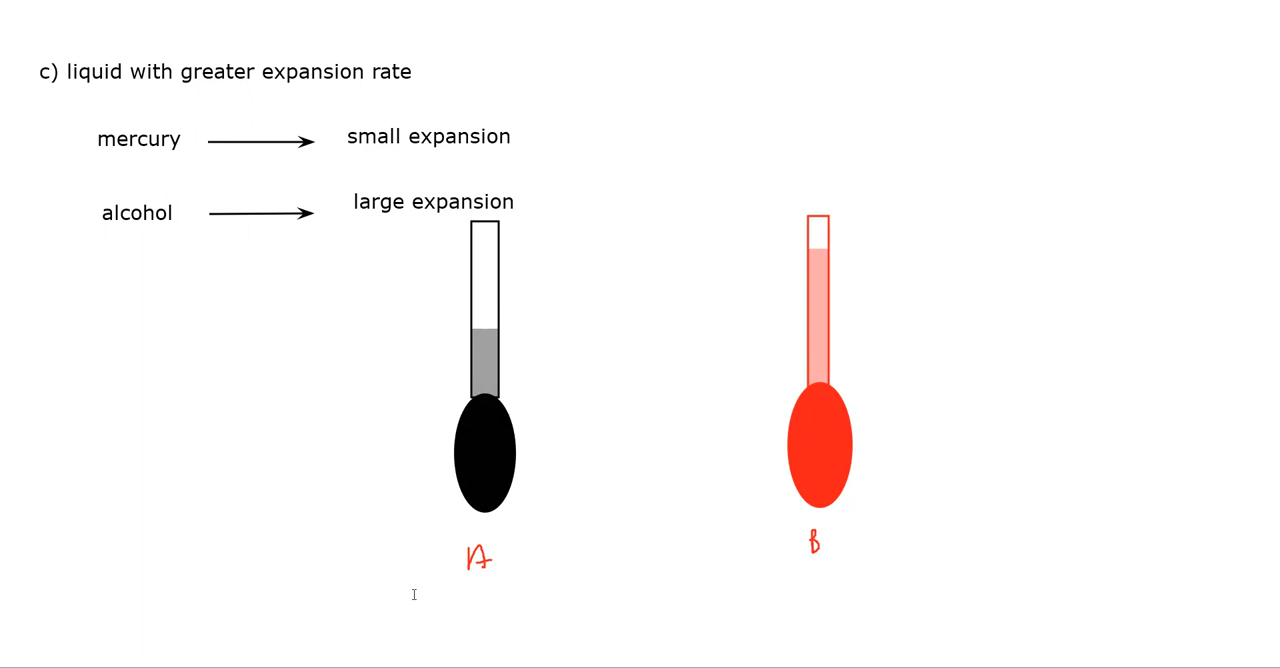 c) liquid with greater expansion rate
mercury
small expansion
alcohol
large expansion
A
B